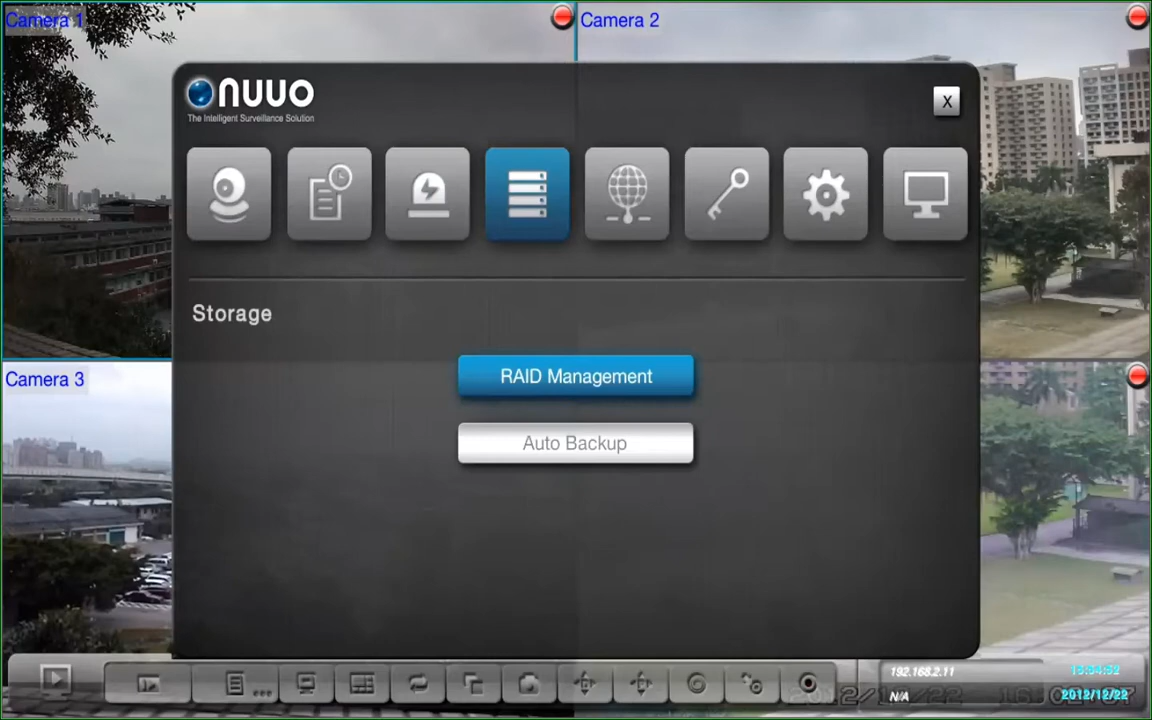 Camera 1
Camera 2
nuuo
The Intelligent Surveillance Solution
X
Storage
RAID Management
Auto Backup
Camera 3
192.168.2.11
N/A
2012/12/22